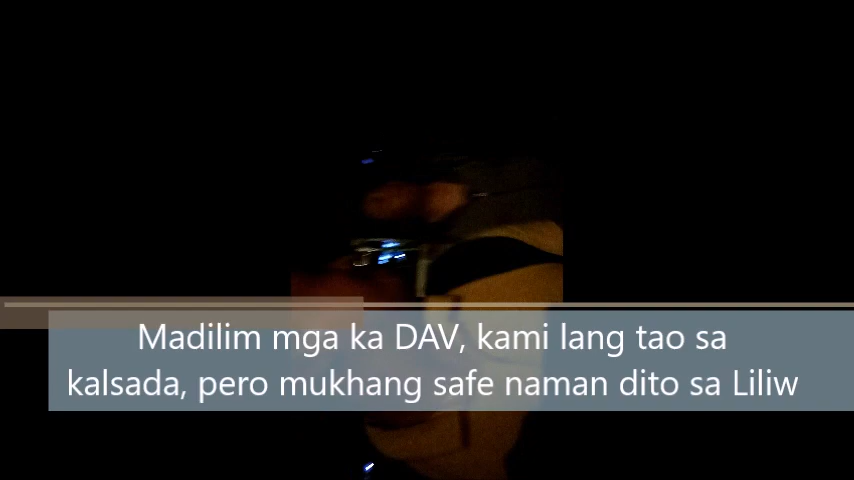 Madilim mga ka DAV, kami lang tao sa
kalsada, pero mukhang safe naman dito sa Liliw